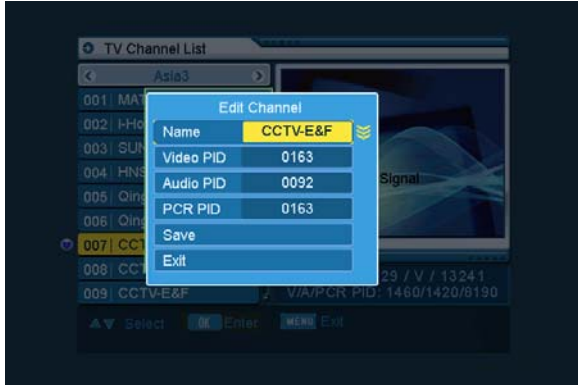 TV Channel List
Asia3
001 MAT
002 I-Ho
003 SUN
004 HNS
005 Qing
006 Qing
007 CCT
008 CCT
009 CCTV-E&F
Edit Channel
Name CCTV-E&F
Video PID 0163
Audio PID 0092
PCR PID 0163
Save
Exit
Signal
29 / V / 13241
V/A/PCR PID: 1460/1420/8190
Select OK Enter MENU Exit